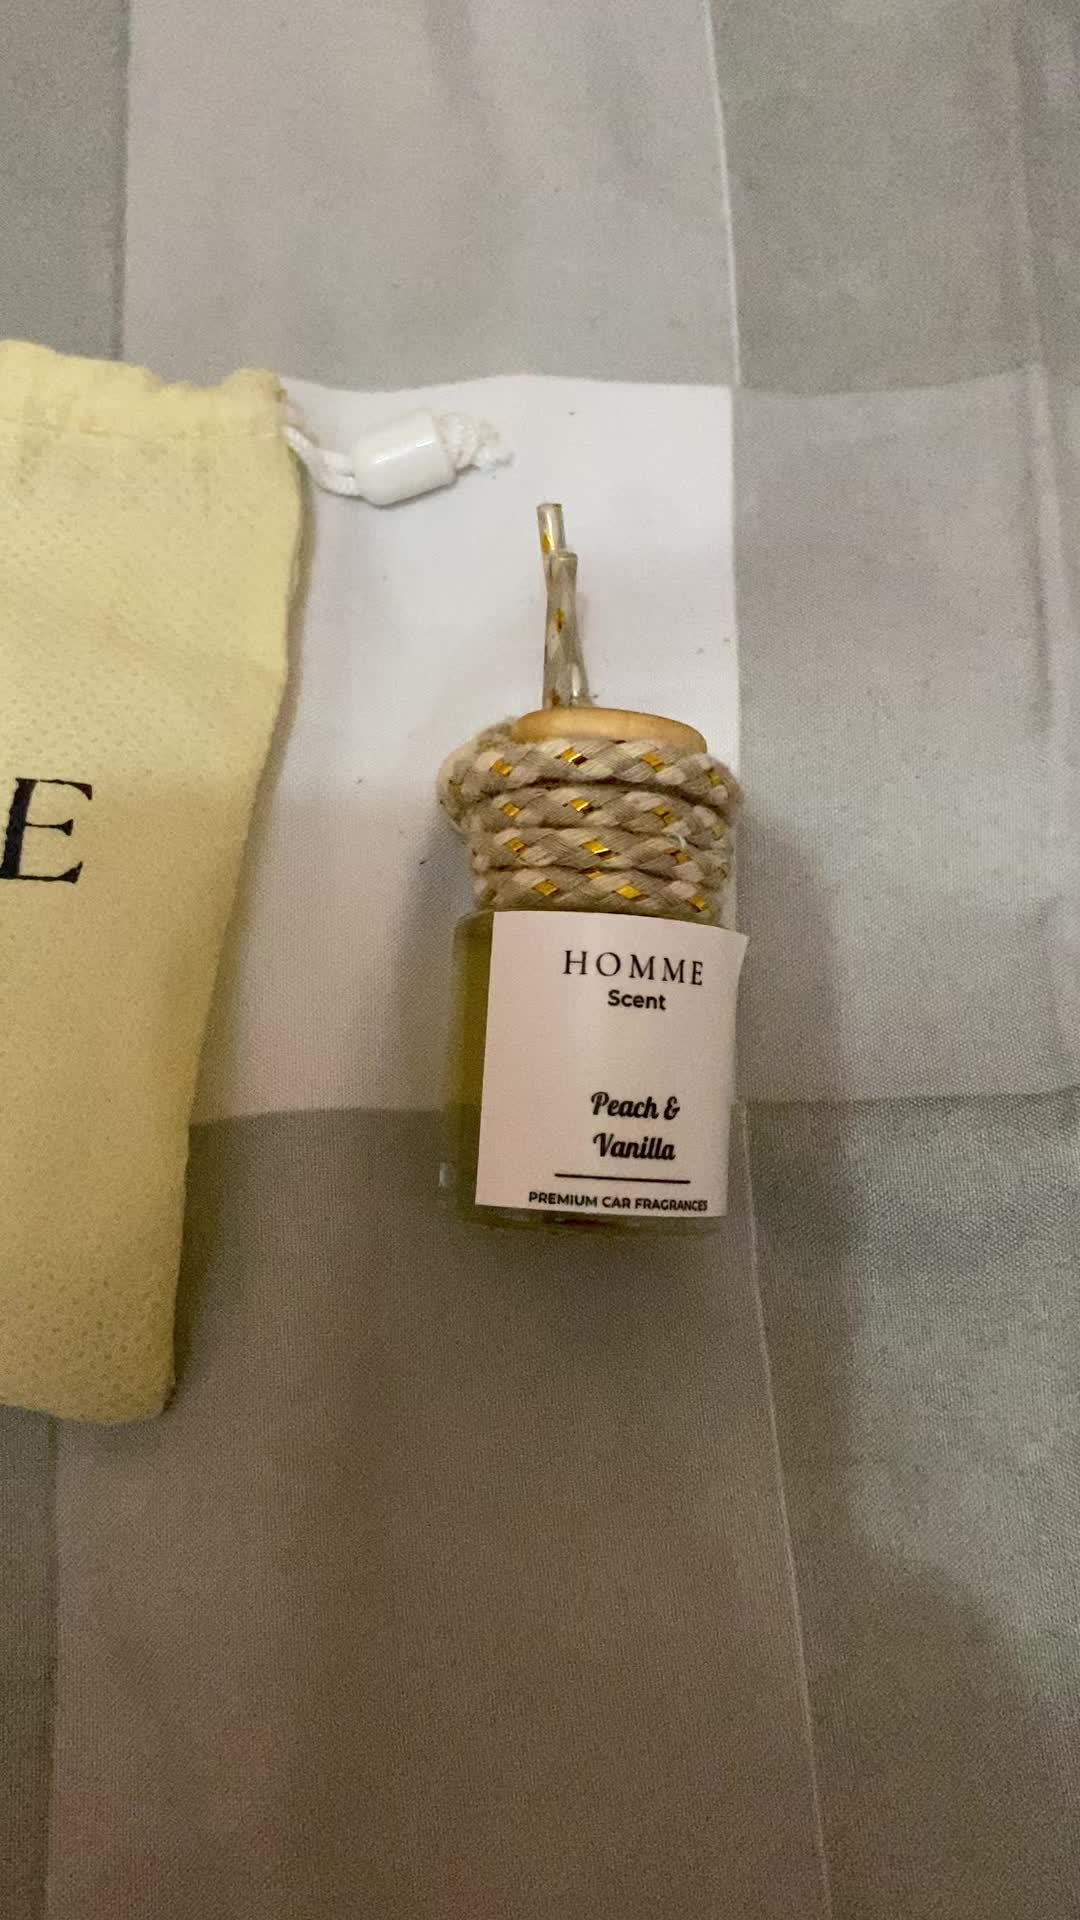 E
HOMME
Scent
Peach &
Vanilla
PREMIUM CAR FRAGRANCES